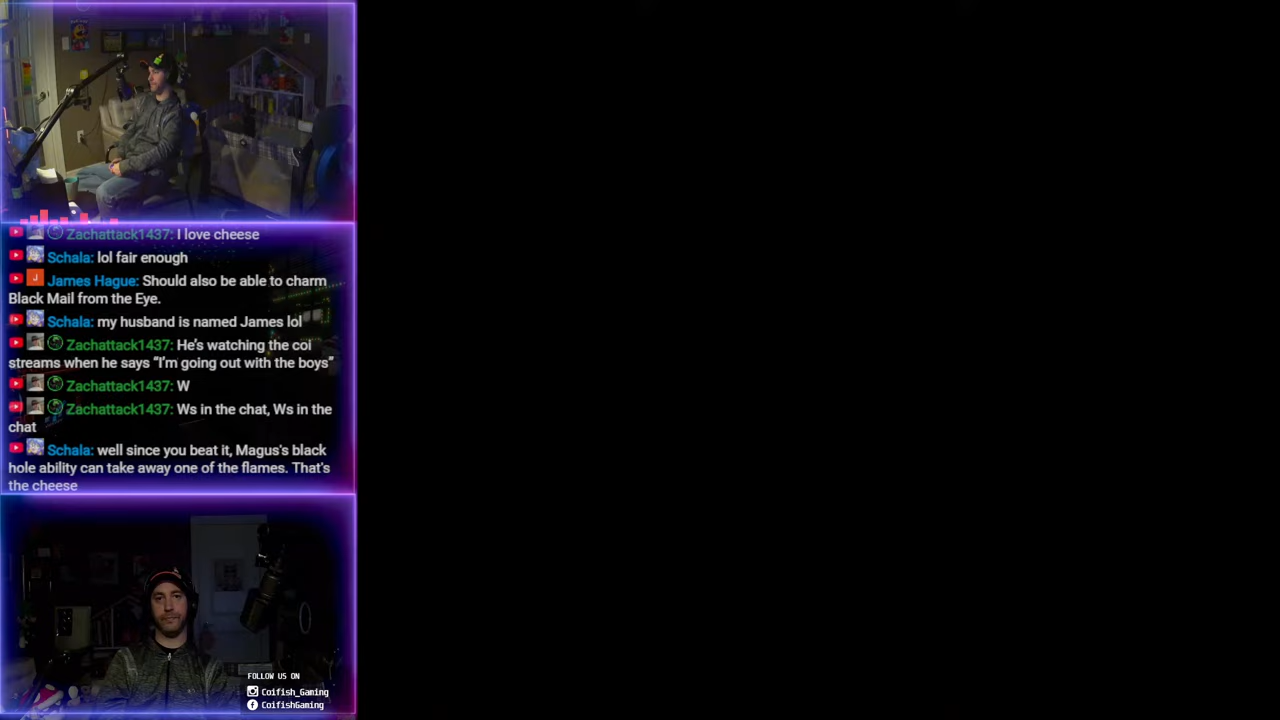 Zachattack1437: I love cheese
Schala: lol fair enough
J James Hague: Should also be able to charm
Black Mail from the Eye.
Schala: my husband is named James lol
Zachattack1437: He's watching the coi
streams when he says “I'm going out with the boys”
Zachattack1437: W
Zachattack1437: Ws in the chat, Ws in the
chat
Schala: well since you beat it, Magus's black
hole ability can take away one of the flames. That's
the cheese
FOLLOW US ON
Coifish_Gaming
CoifishGaming